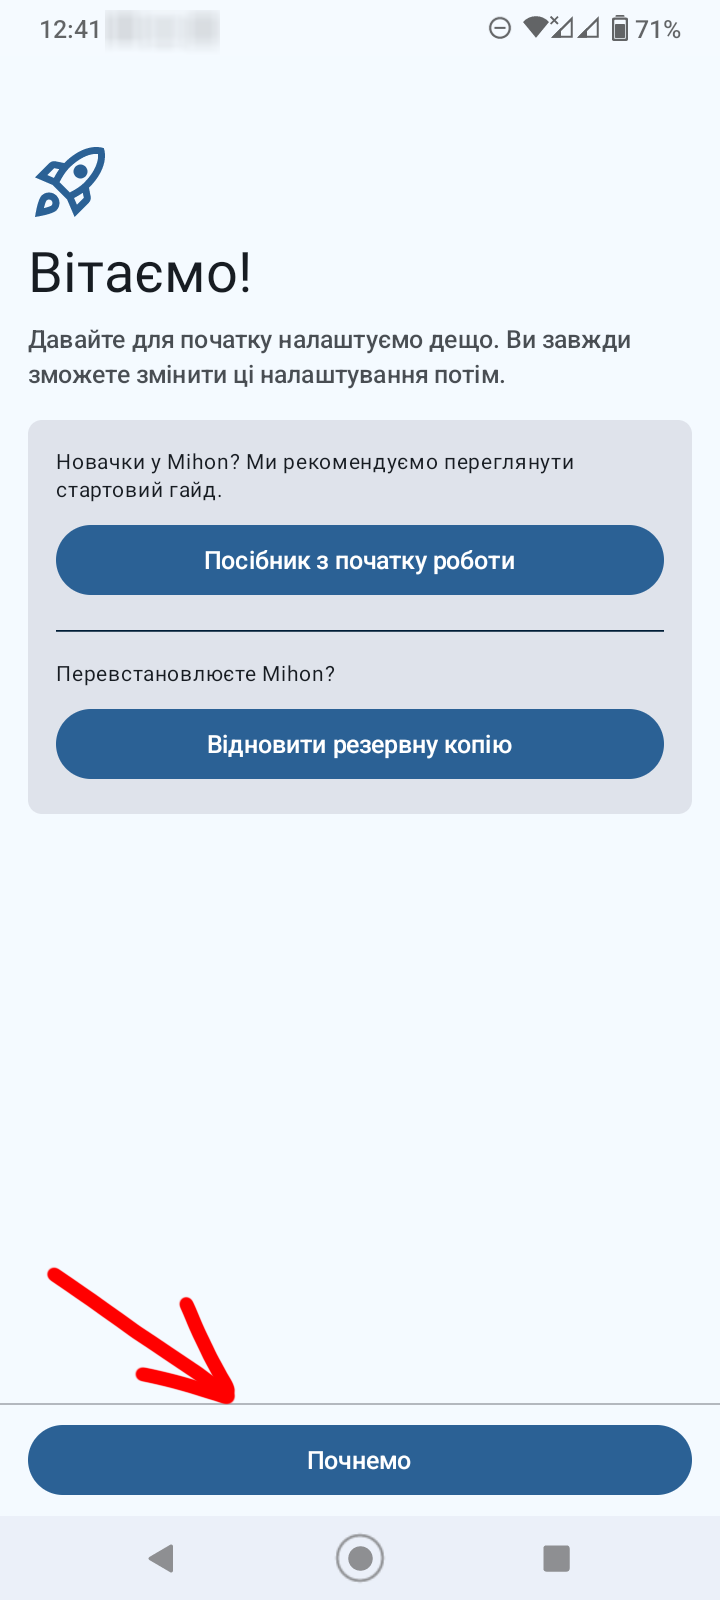 12:41
71%
Вітаємо!
Давайте для початку налаштуємо дещо. Ви завжди
зможете змінити ці налаштування потім.
Новачки у Mihon? Ми рекомендуємо переглянути
стартовий гайд.
Посібник з початку роботи
Перевстановлюєте Mihon?
Відновити резервну копію
Почнемо